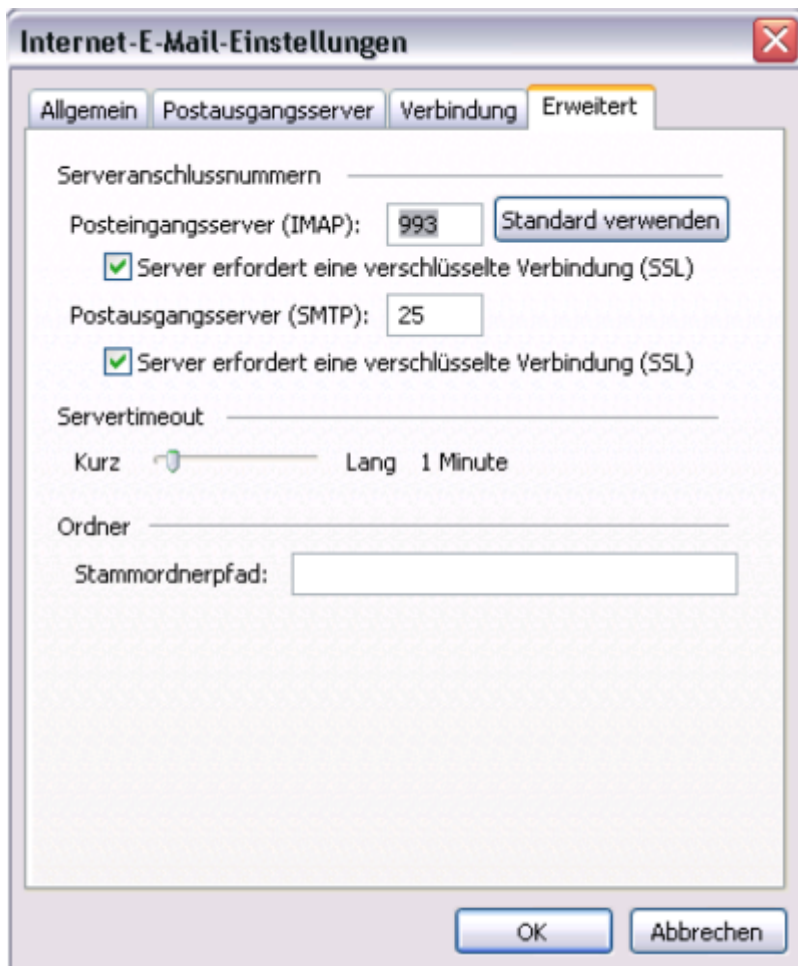 Internet-E-Mail-Einstellungen
Allgemein Postausgangsserver Verbindung Erweitert
Serveranschlussnummern
Posteingangsserver (IMAP): 993 Standard verwenden
Server erfordert eine verschlüsselte Verbindung (SSL)
Postausgangsserver (SMTP): 25
Server erfordert eine verschlüsselte Verbindung (SSL)
Servertimeout
Kurz Lang 1 Minute
Ordner
Stammordnerpfad:
OK Abbrechen